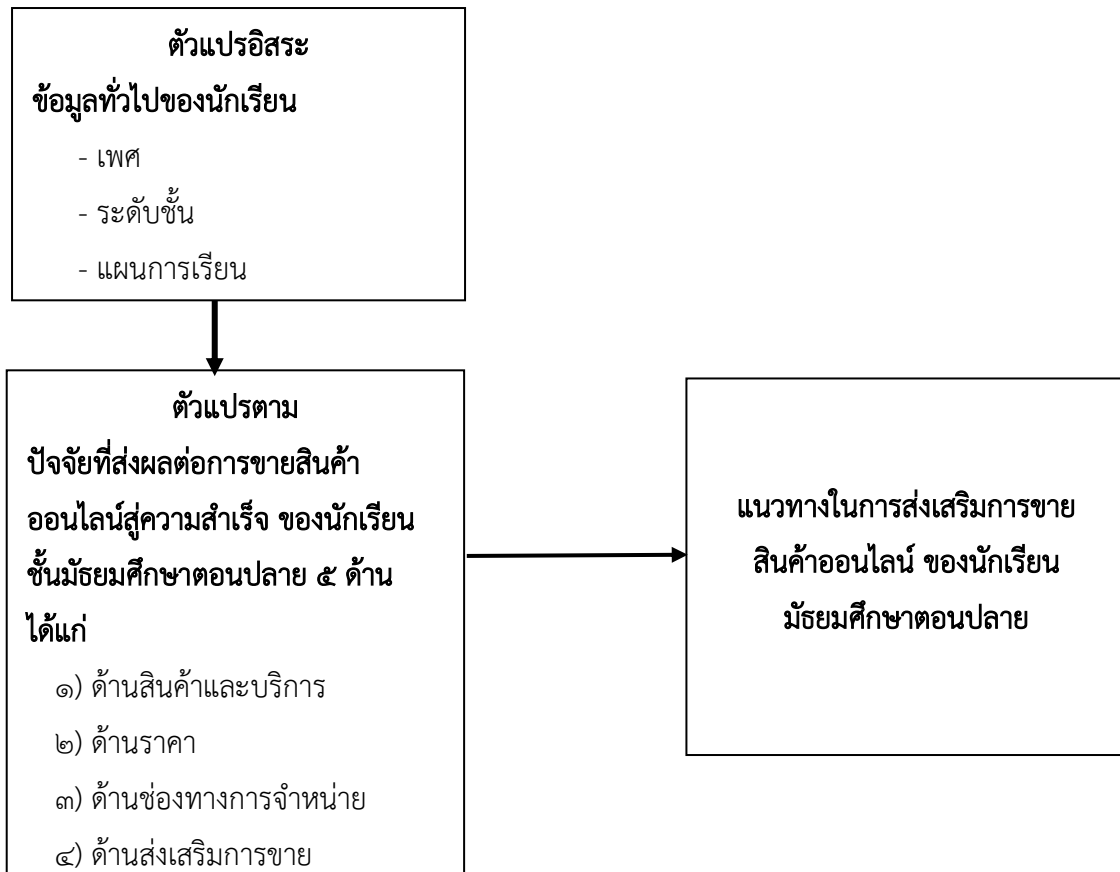 ตัวแปรอิสระ
ข้อมูลทั่วไปของนักเรียน
- เพศ
- ระดับชั้น
- แผนการเรียน
ตัวแปรตาม
ปัจจัยที่ส่งผลต่อการขายสินค้า
ออนไลน์สู่ความสำเร็จ ของนักเรียน
ชั้นมัธยมศึกษาตอนปลาย ๕ ด้าน
ได้แก่
๑) ด้านสินค้าและบริการ
๒) ด้านราคา
๓) ด้านช่องทางการจำหน่าย
๔) ด้านส่งเสริมการขาย
แนวทางในการส่งเสริมการขาย
สินค้าออนไลน์ ของนักเรียน
มัธยมศึกษาตอนปลาย